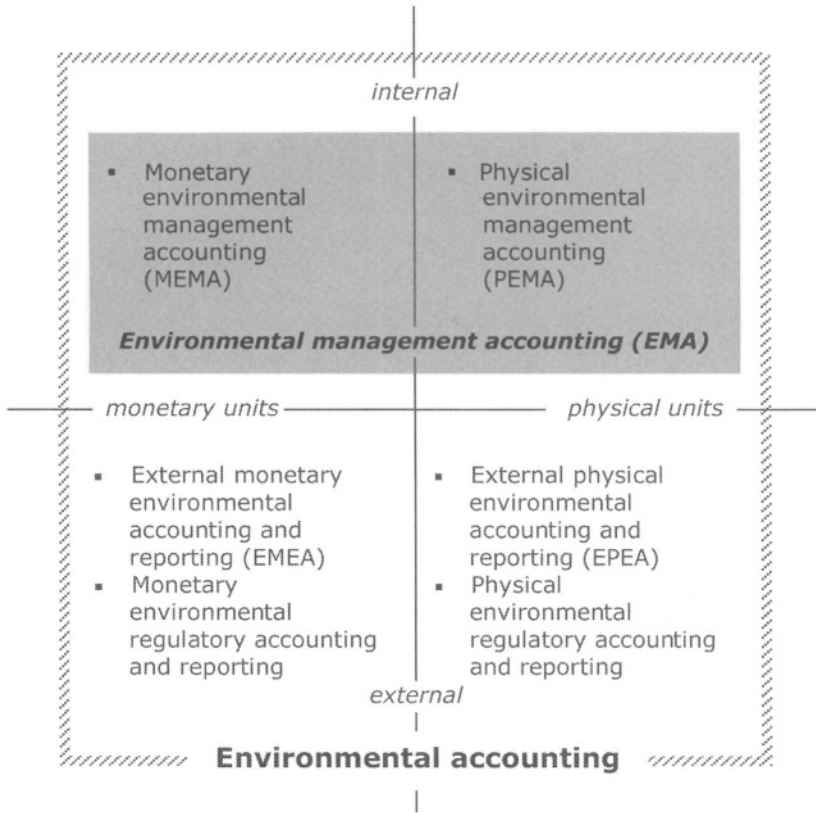 internal
▪ Monetary
environmental
management
accounting
(MEMA)
▪ Physical
environmental
management
accounting
(PEMA)
Environmental management accounting (EMA)
monetary units
physical units
▪ External monetary
environmental
accounting and
reporting (EMEA)
▪ Monetary
environmental
regulatory accounting
and reporting
▪ External physical
environmental
accounting and
reporting (EPEA)
▪ Physical
environmental
regulatory accounting
and reporting
external
Environmental accounting